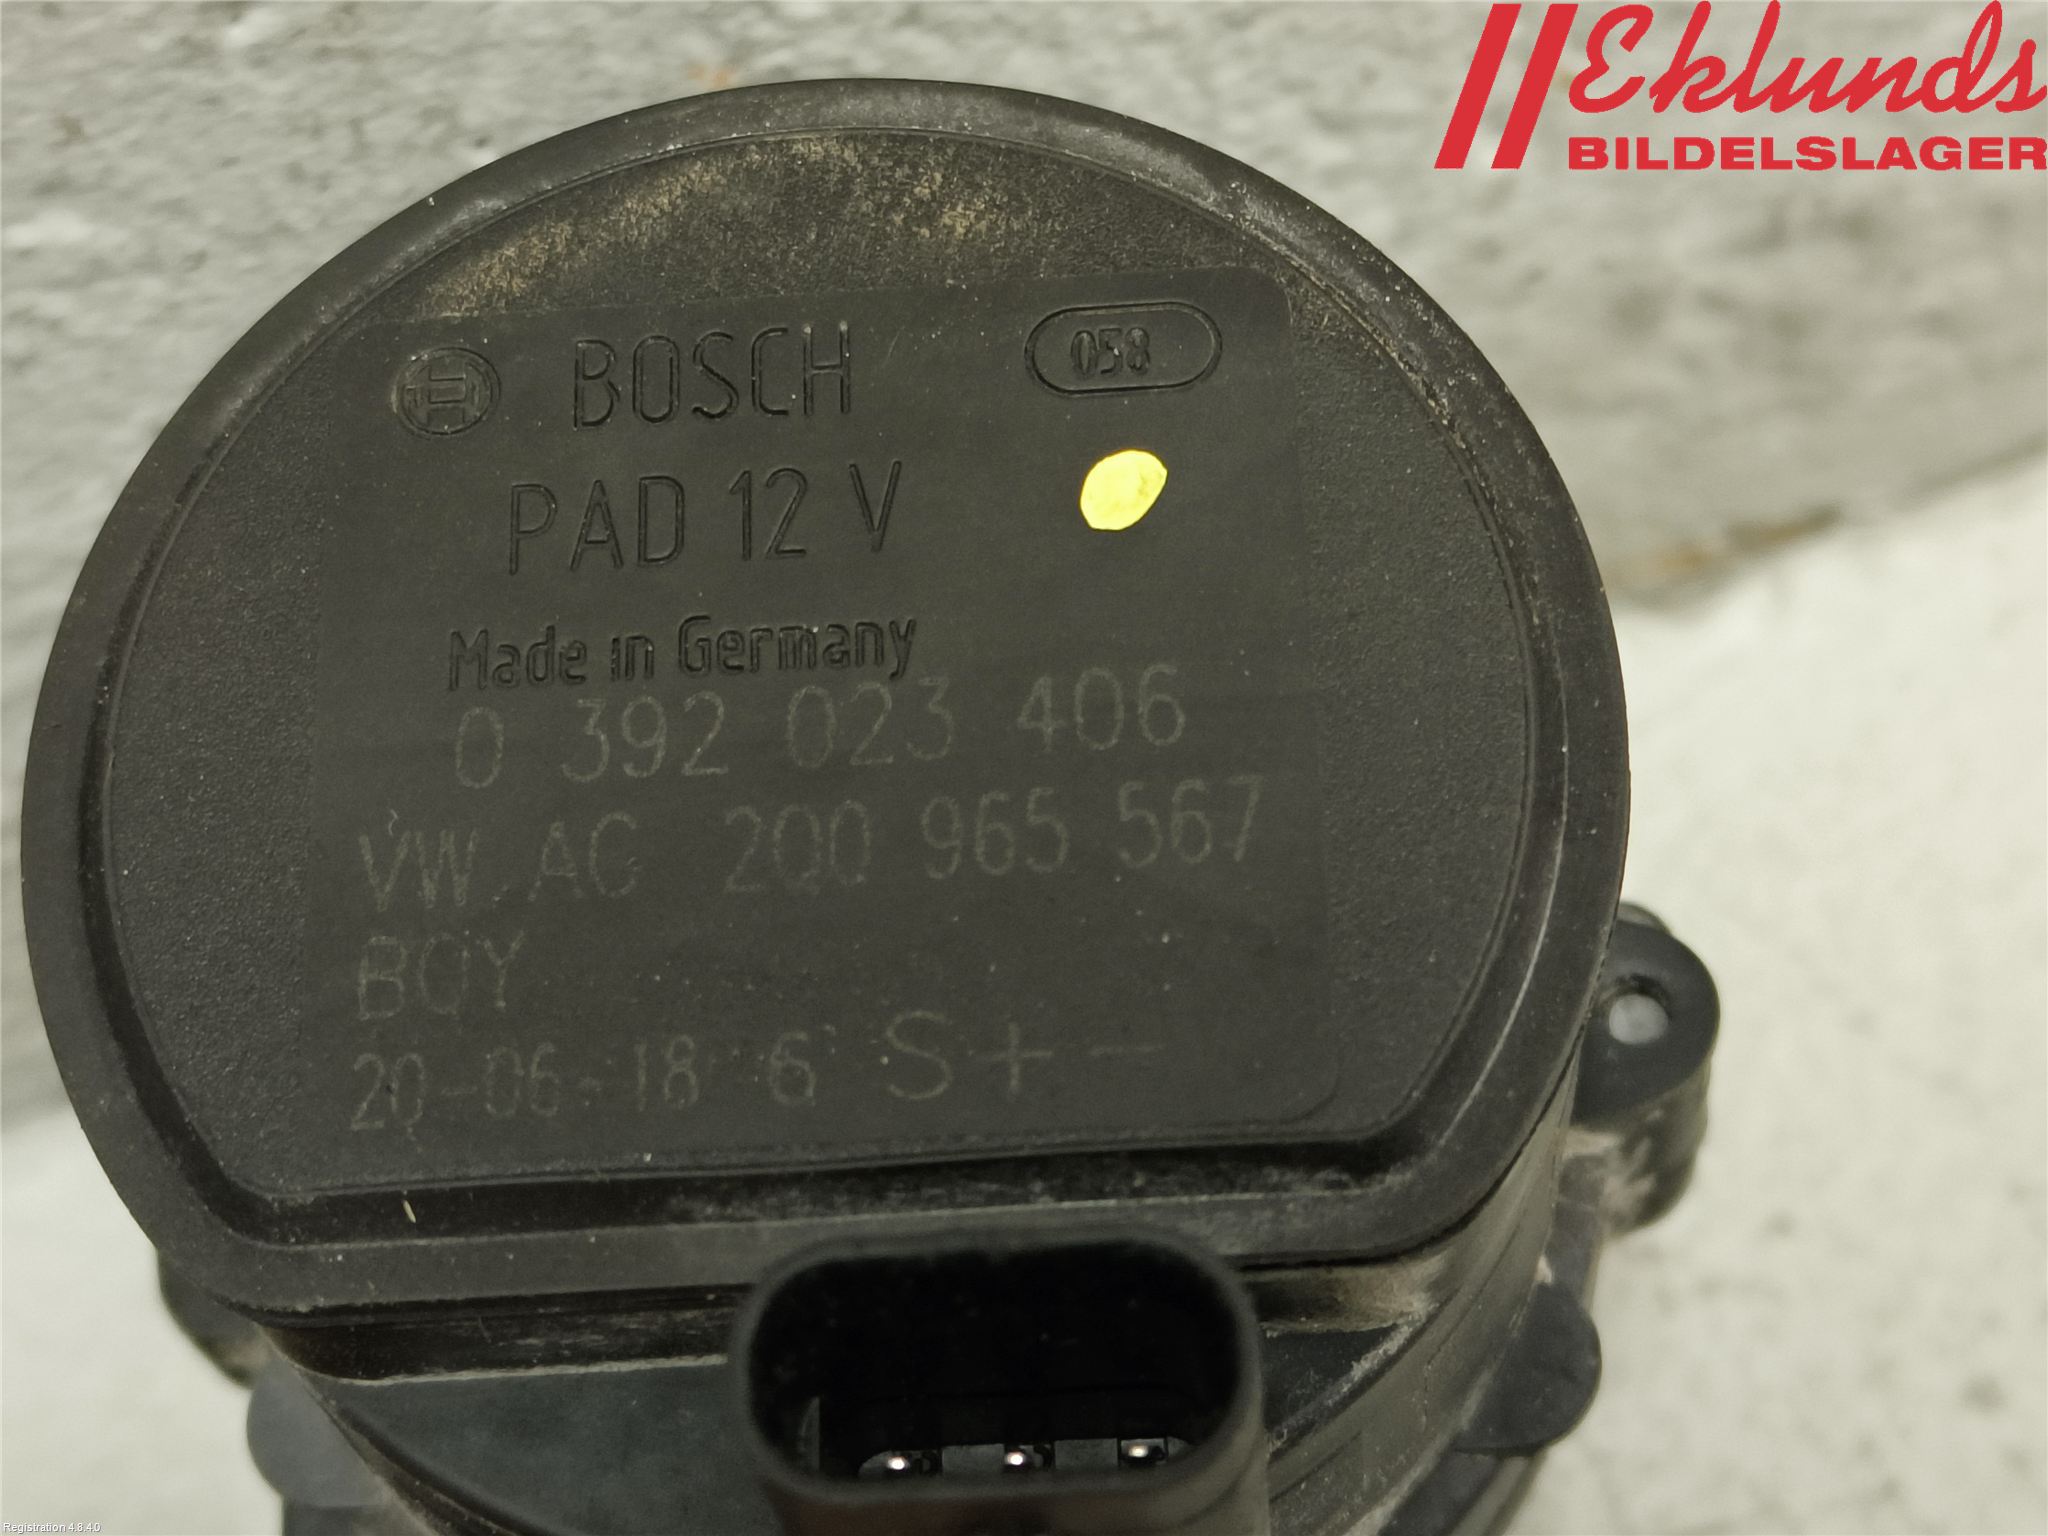 Eklunds
BILDELSLAGER
BOSCH
058
PAD 12 V
Made in Germany
0 392 023 406
VW AG 2Q0 965 567
BQY
20-06-18 6 S + -
Registration 4.8.4.0